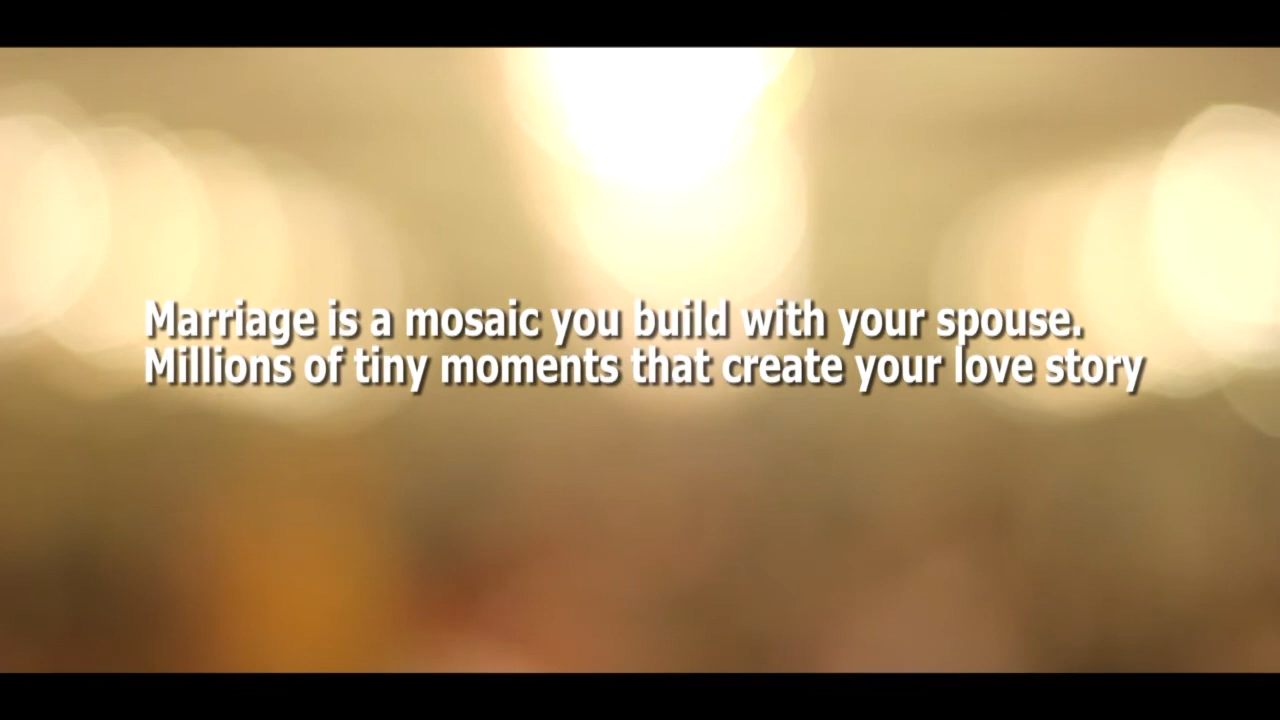 Marriage is a mosaic you build with your spouse.
Millions of tiny moments that create your love story